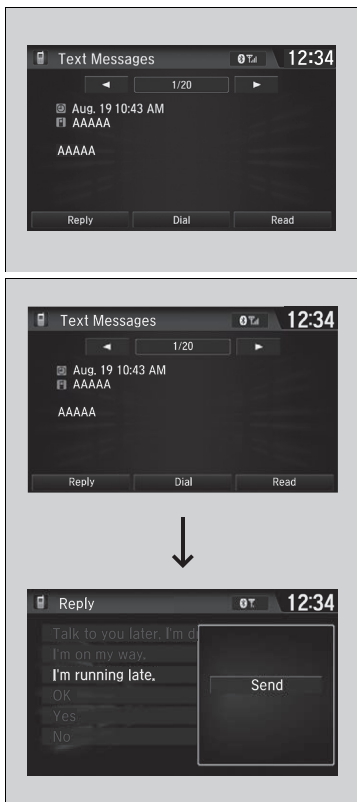 Text Messages 12:34
◄ 1/20 ►
Aug. 19 10:43 AM
AAAAA
AAAAA
Reply Dial Read
Text Messages 12:34
◄ 1/20 ►
Aug. 19 10:43 AM
AAAAA
AAAAA
Reply Dial Read
Reply 12:34
Talk to you later, I'm dr
I'm on my way.
I'm running late.
Send
OK
Yes
No